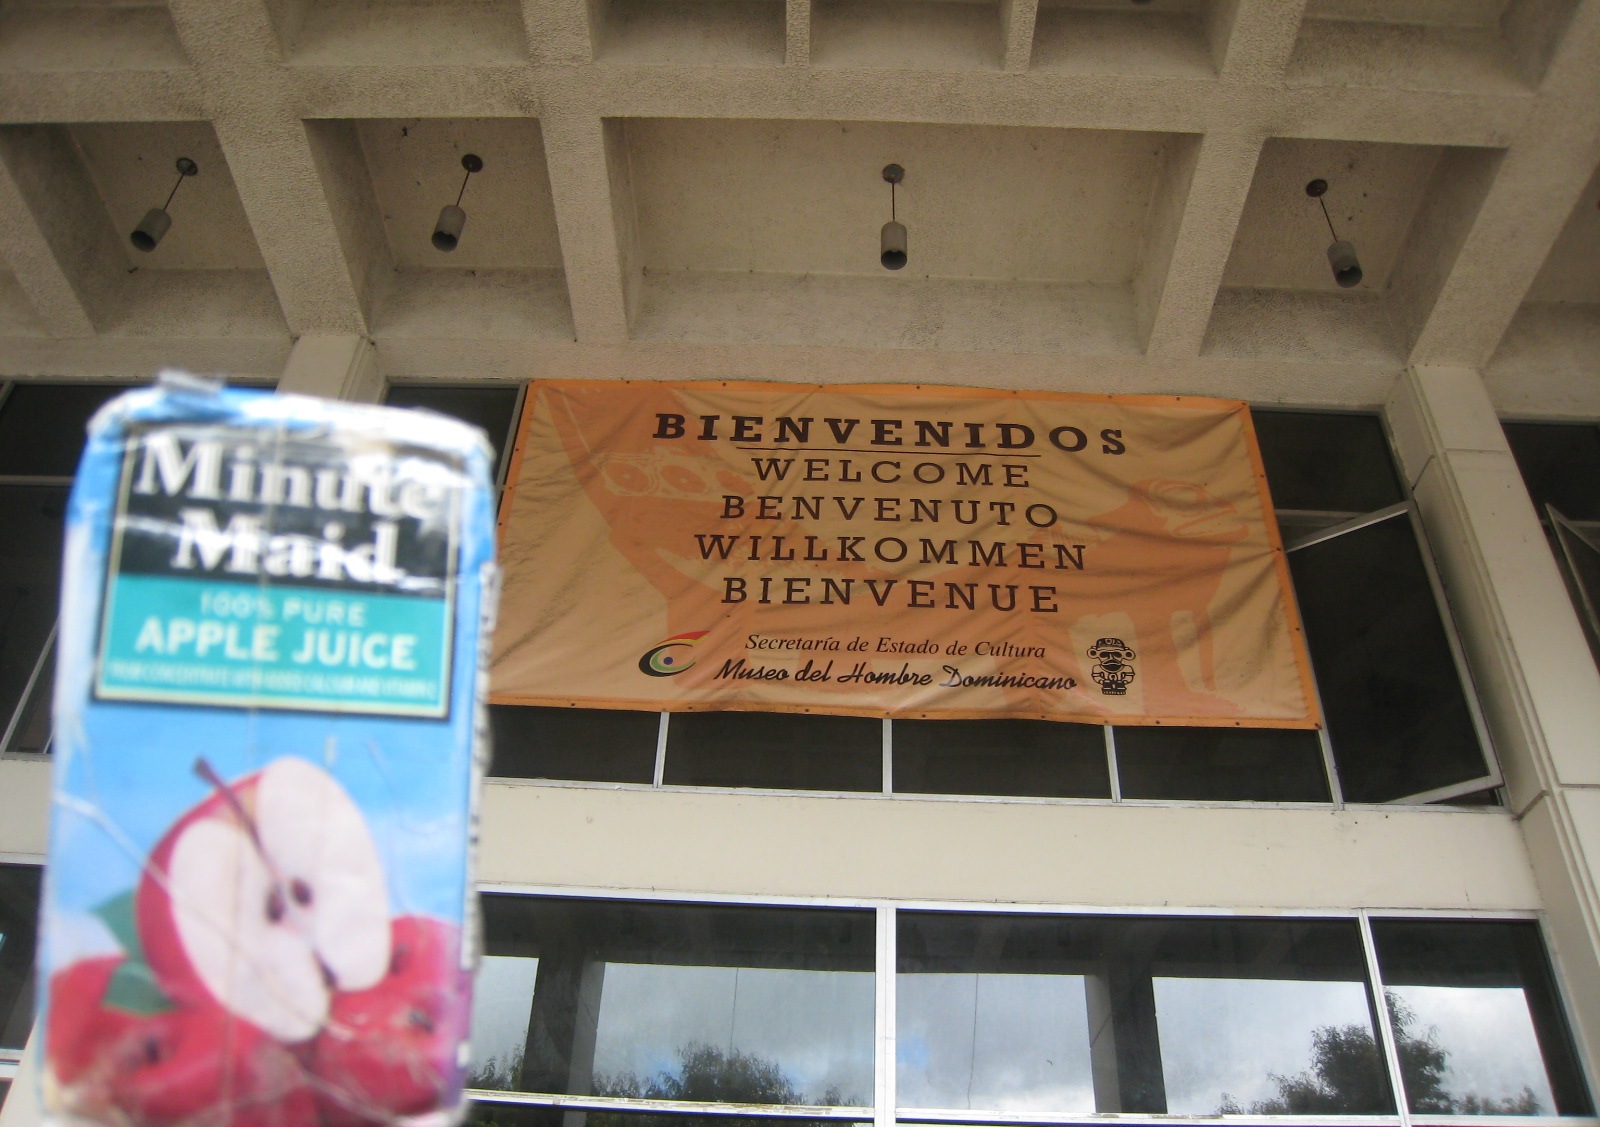 Minute
Maid
100% PURE
APPLE JUICE
BIENVENIDOS
WELCOME
BENVENUTO
WILLKOMMEN
BIENVENUE
Secretaría de Estado de Cultura
Museo del Hombre Dominicano